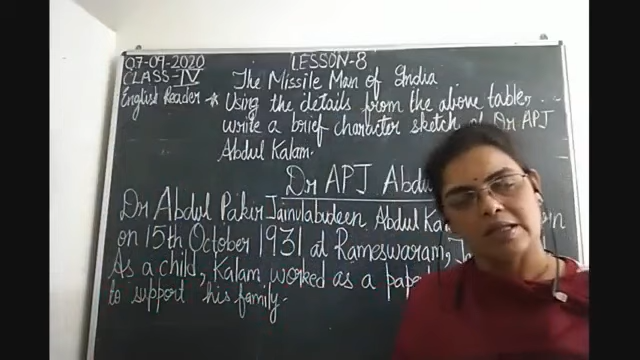 07-09-2020
LESSON-8
CLASS-IV
The Missile Man of India
English Reader * Using the details from the above table,
write a brief character sketch of Dr APJ
Abdul Kalam.
Dr APJ Abdu
Dr Abdul Pakir Jainulabudeen Abdul Ka
on 15th October 1931 at Rameswaram,
As a child, Kalam worked as a pape
to support his family.